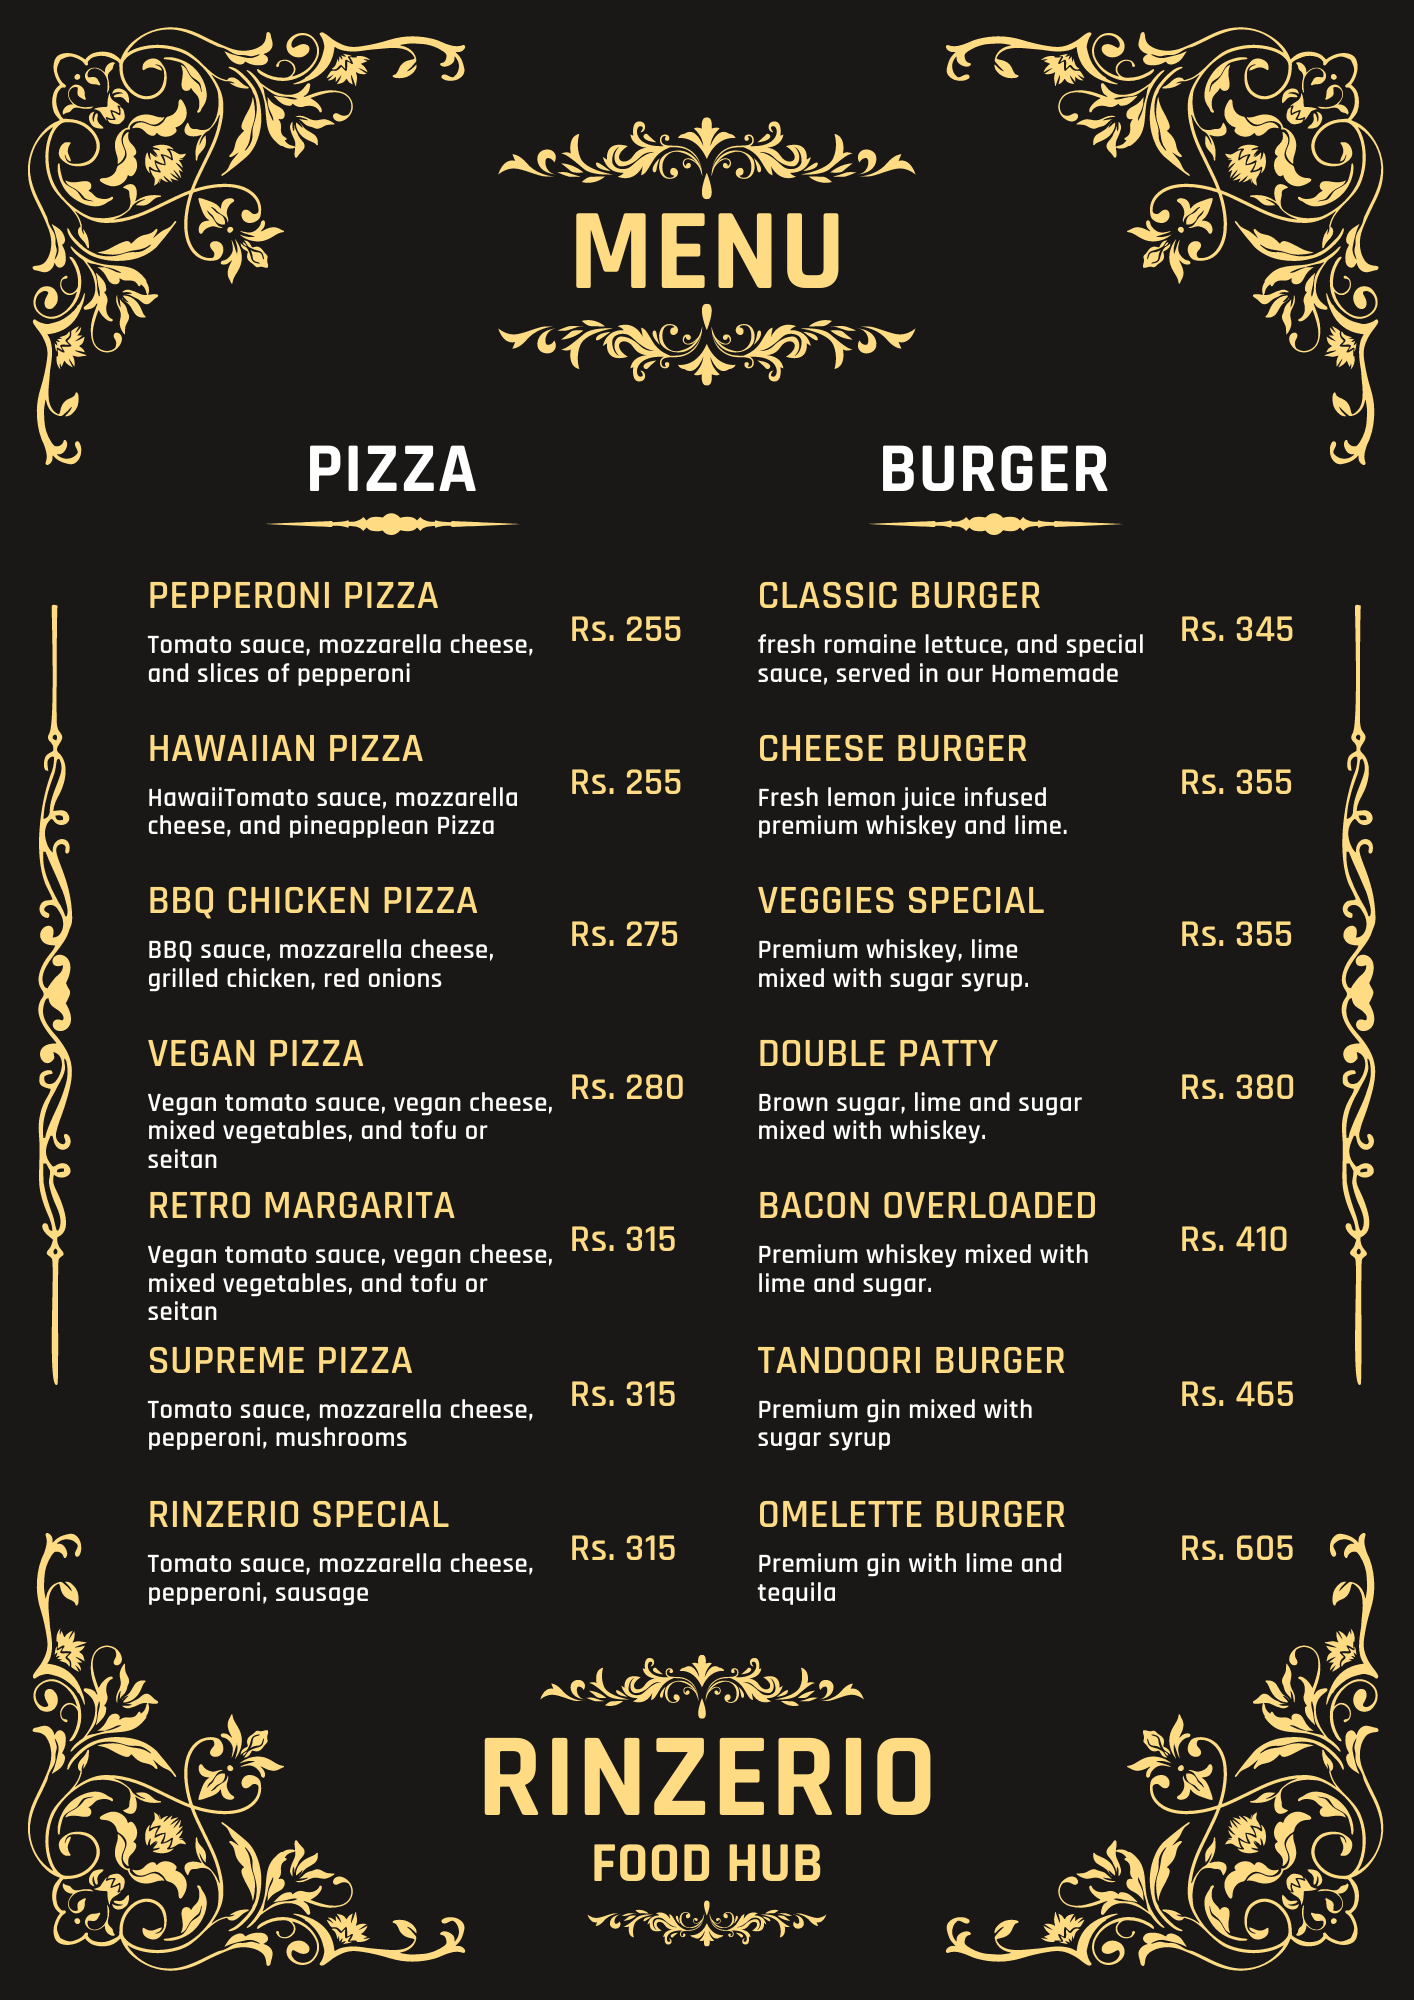 MENU
PIZZA
PEPPERONI PIZZA
Tomato sauce, mozzarella cheese,
and slices of pepperoni
Rs. 255
HAWAIIAN PIZZA
HawaiiTomato sauce, mozzarella
cheese, and pineapplean Pizza
Rs. 255
BBQ CHICKEN PIZZA
BBQ sauce, mozzarella cheese,
grilled chicken, red onions
Rs. 275
VEGAN PIZZA
Vegan tomato sauce, vegan cheese,
mixed vegetables, and tofu or
seitan
Rs. 280
RETRO MARGARITA
Vegan tomato sauce, vegan cheese,
mixed vegetables, and tofu or
seitan
Rs. 315
SUPREME PIZZA
Tomato sauce, mozzarella cheese,
pepperoni, mushrooms
Rs. 315
RINZERIO SPECIAL
Tomato sauce, mozzarella cheese,
pepperoni, sausage
Rs. 315
BURGER
CLASSIC BURGER
fresh romaine lettuce, and special
sauce, served in our Homemade
Rs. 345
CHEESE BURGER
Fresh lemon juice infused
premium whiskey and lime.
Rs. 355
VEGGIES SPECIAL
Premium whiskey, lime
mixed with sugar syrup.
Rs. 355
DOUBLE PATTY
Brown sugar, lime and sugar
mixed with whiskey.
Rs. 380
BACON OVERLOADED
Premium whiskey mixed with
lime and sugar.
Rs. 410
TANDOORI BURGER
Premium gin mixed with
sugar syrup
Rs. 465
OMELETTE BURGER
Premium gin with lime and
tequila
Rs. 605
RINZERIO
FOOD HUB